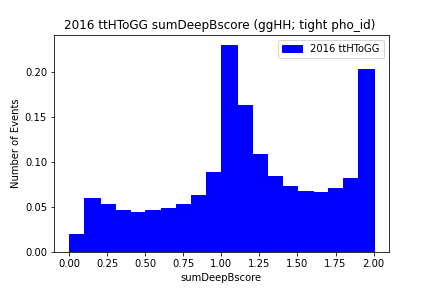 2016 ttHToGG sumDeepBscore (ggHH; tight pho_id)
2016 ttHToGG
Number of Events
0.20
0.15
0.10
0.05
0.00
0.00 0.25 0.50 0.75 1.00 1.25 1.50 1.75 2.00
sumDeepBscore